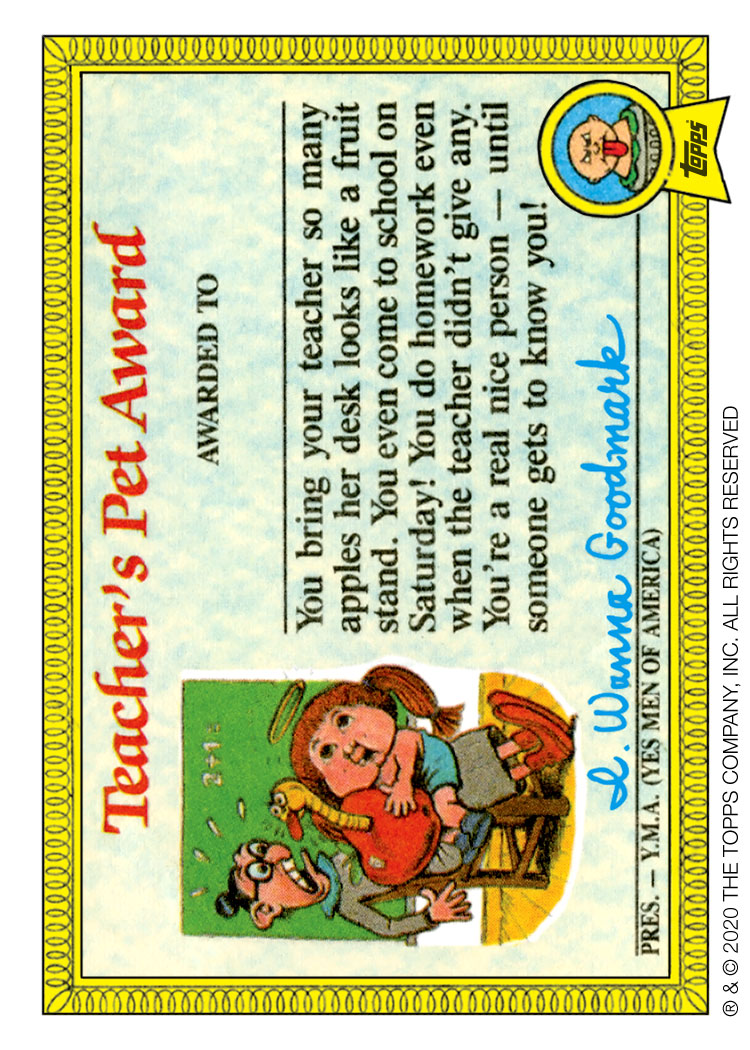 Teacher's Pet Award
AWARDED TO
You bring your teacher so many
apples her desk looks like a fruit
stand. You even come to school on
Saturday! You do homework even
when the teacher didn't give any.
You're a real nice person — until
someone gets to know you!
2+1=
I. Wanna Goodmark
PRES. — Y.M.A. (YES MEN OF AMERICA)
topps
® & © 2020 THE TOPPS COMPANY, INC. ALL RIGHTS RESERVED